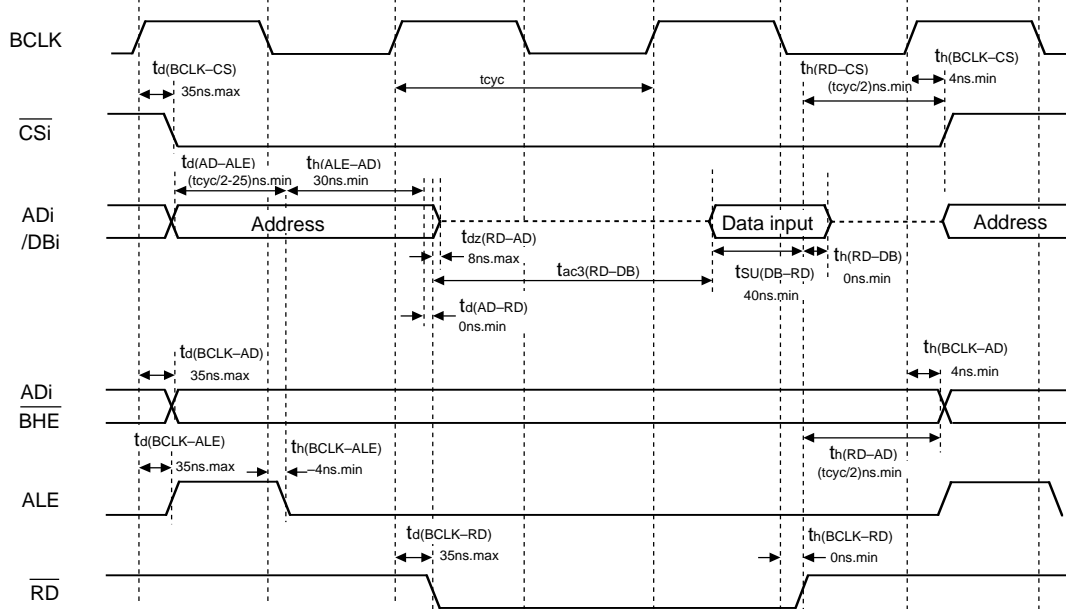 BCLK
td(BCLK–CS)
35ns.max
tcyc
th(RD–CS)
(tcyc/2)ns.min
th(BCLK–CS)
4ns.min
CSi
td(AD–ALE)
(tcyc/2-25)ns.min
th(ALE–AD)
30ns.min
ADi
/DBi
Address
Data input
Address
tdz(RD–AD)
8ns.max
tac3(RD–DB)
tSU(DB–RD)
40ns.min
th(RD–DB)
0ns.min
td(AD–RD)
0ns.min
td(BCLK–AD)
35ns.max
th(BCLK–AD)
4ns.min
ADi
BHE
td(BCLK–ALE)
35ns.max
th(BCLK–ALE)
–4ns.min
th(RD–AD)
(tcyc/2)ns.min
ALE
td(BCLK–RD)
35ns.max
th(BCLK–RD)
0ns.min
RD